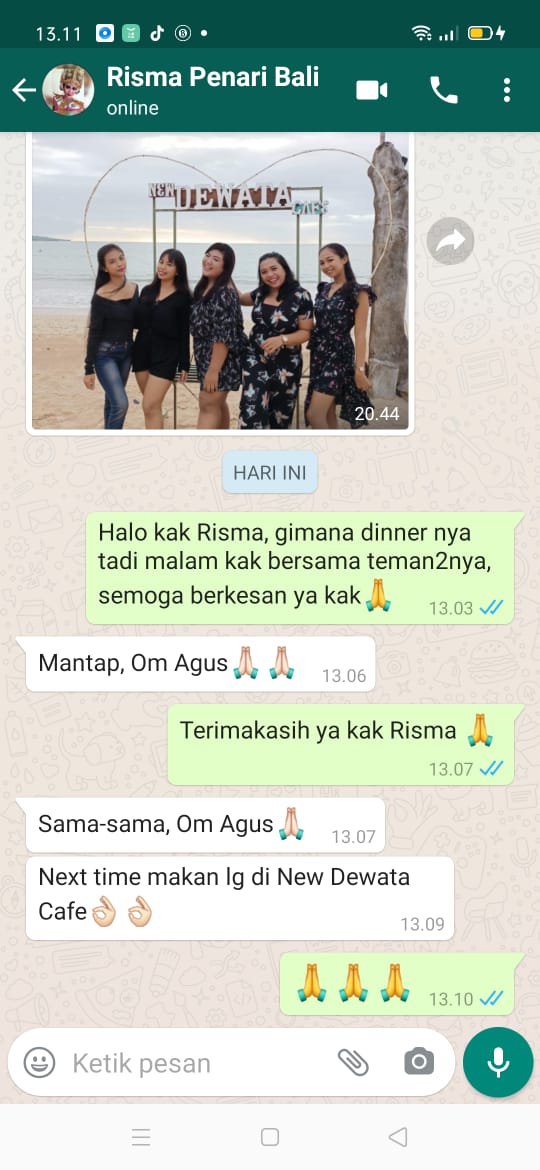 13.11
Risma Penari Bali
online
NEW DEWATA
CAFE
20.44
HARI INI
Halo kak Risma, gimana dinner nya
tadi malam kak bersama teman2nya,
semoga berkesan ya kak🙏
13.03
Mantap, Om Agus🙏🏻🙏🏻
13.06
Terimakasih ya kak Risma 🙏
13.07
Sama-sama, Om Agus🙏🏻
13.07
Next time makan lg di New Dewata
Cafe👌🏻👌🏻
13.09
🙏🙏🙏
13.10
Ketik pesan